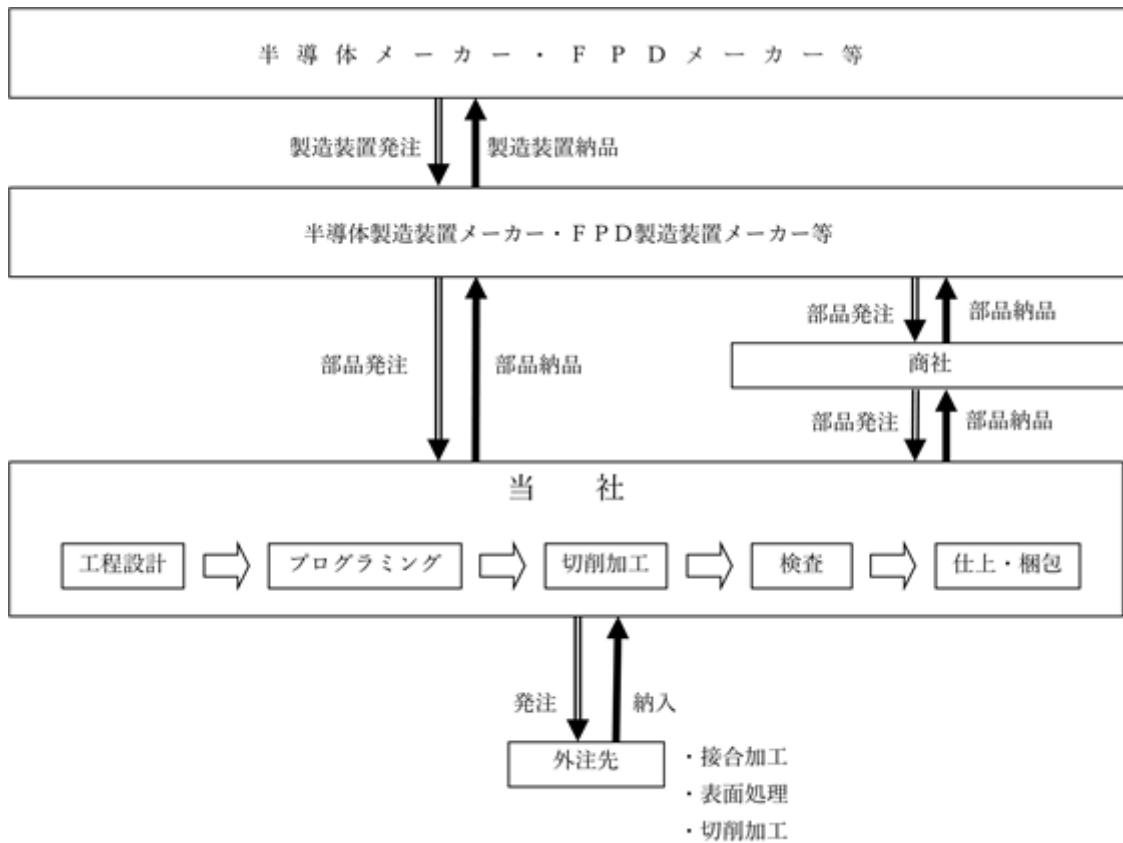 半導体メーカー・ＦＰＤメーカー等
製造装置発注
製造装置納品
半導体製造装置メーカー・ＦＰＤ製造装置メーカー等
部品発注
部品納品
商社
部品発注
部品納品
部品発注
部品納品
当　社
工程設計
プログラミング
切削加工
検査
仕上・梱包
発注
納入
外注先
・接合加工
・表面処理
・切削加工